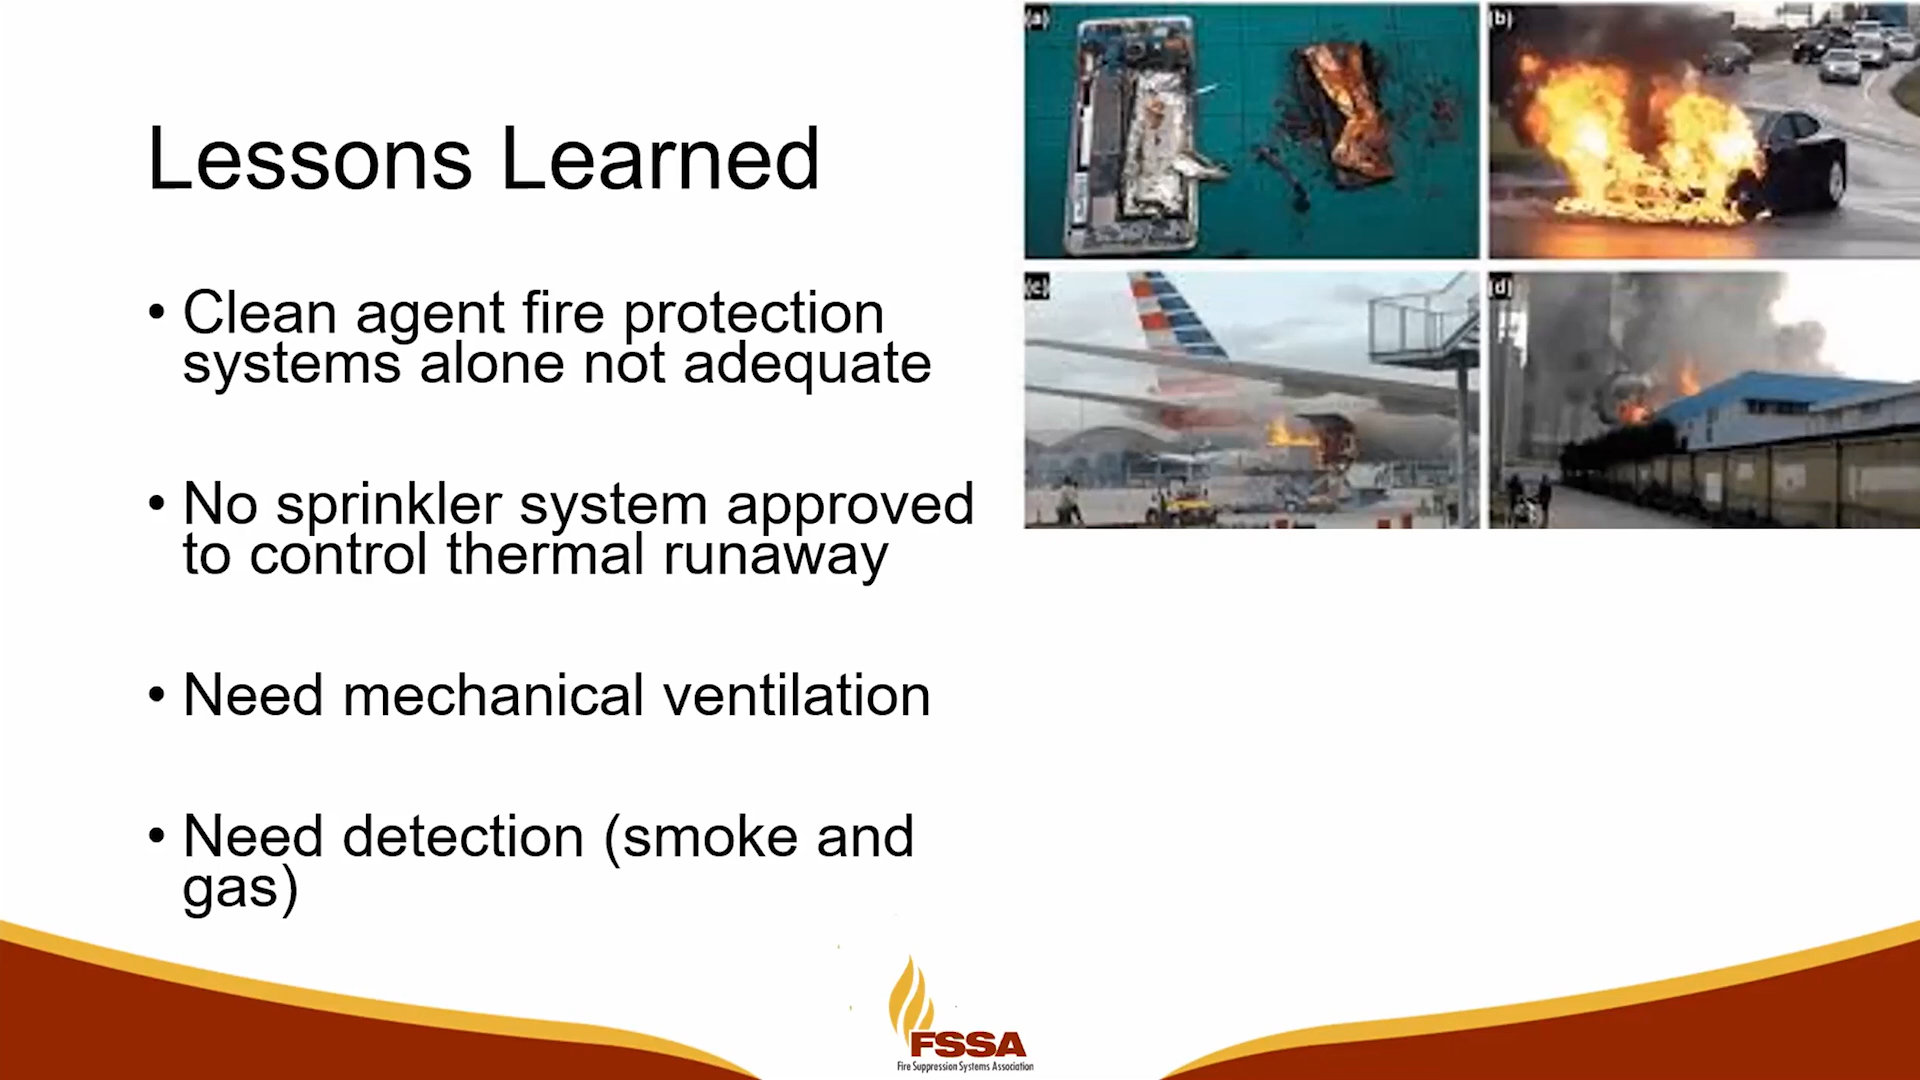 Lessons Learned
• Clean agent fire protection
systems alone not adequate
• No sprinkler system approved
to control thermal runaway
• Need mechanical ventilation
• Need detection (smoke and
gas)
(a)
(b)
(c)
(d)
FSSA
Fire Suppression Systems Association